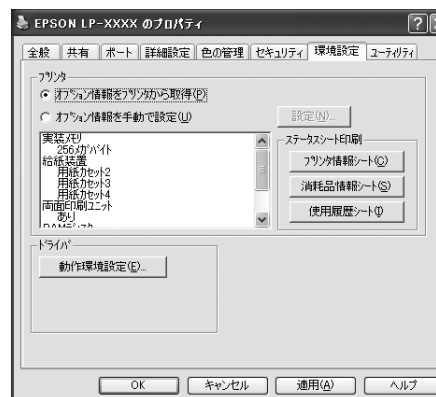 EPSON LP-XXXX のプロパティ
全般 共有 ポート 詳細設定 色の管理 セキュリティ 環境設定 ユーティリティ
プリンタ
オプション情報をプリンタから取得(P)
オプション情報を手動で設定(U)
設定(N)...
実装メモリ
256メガバイト
給紙装置
用紙カセット2
用紙カセット3
用紙カセット4
両面印刷ユニット
あり
RAMディスク
ステータスシート印刷
プリンタ情報シート(C)
消耗品情報シート(S)
使用履歴シート(I)
ドライバ
動作環境設定(E)...
OK キャンセル 適用(A) ヘルプ